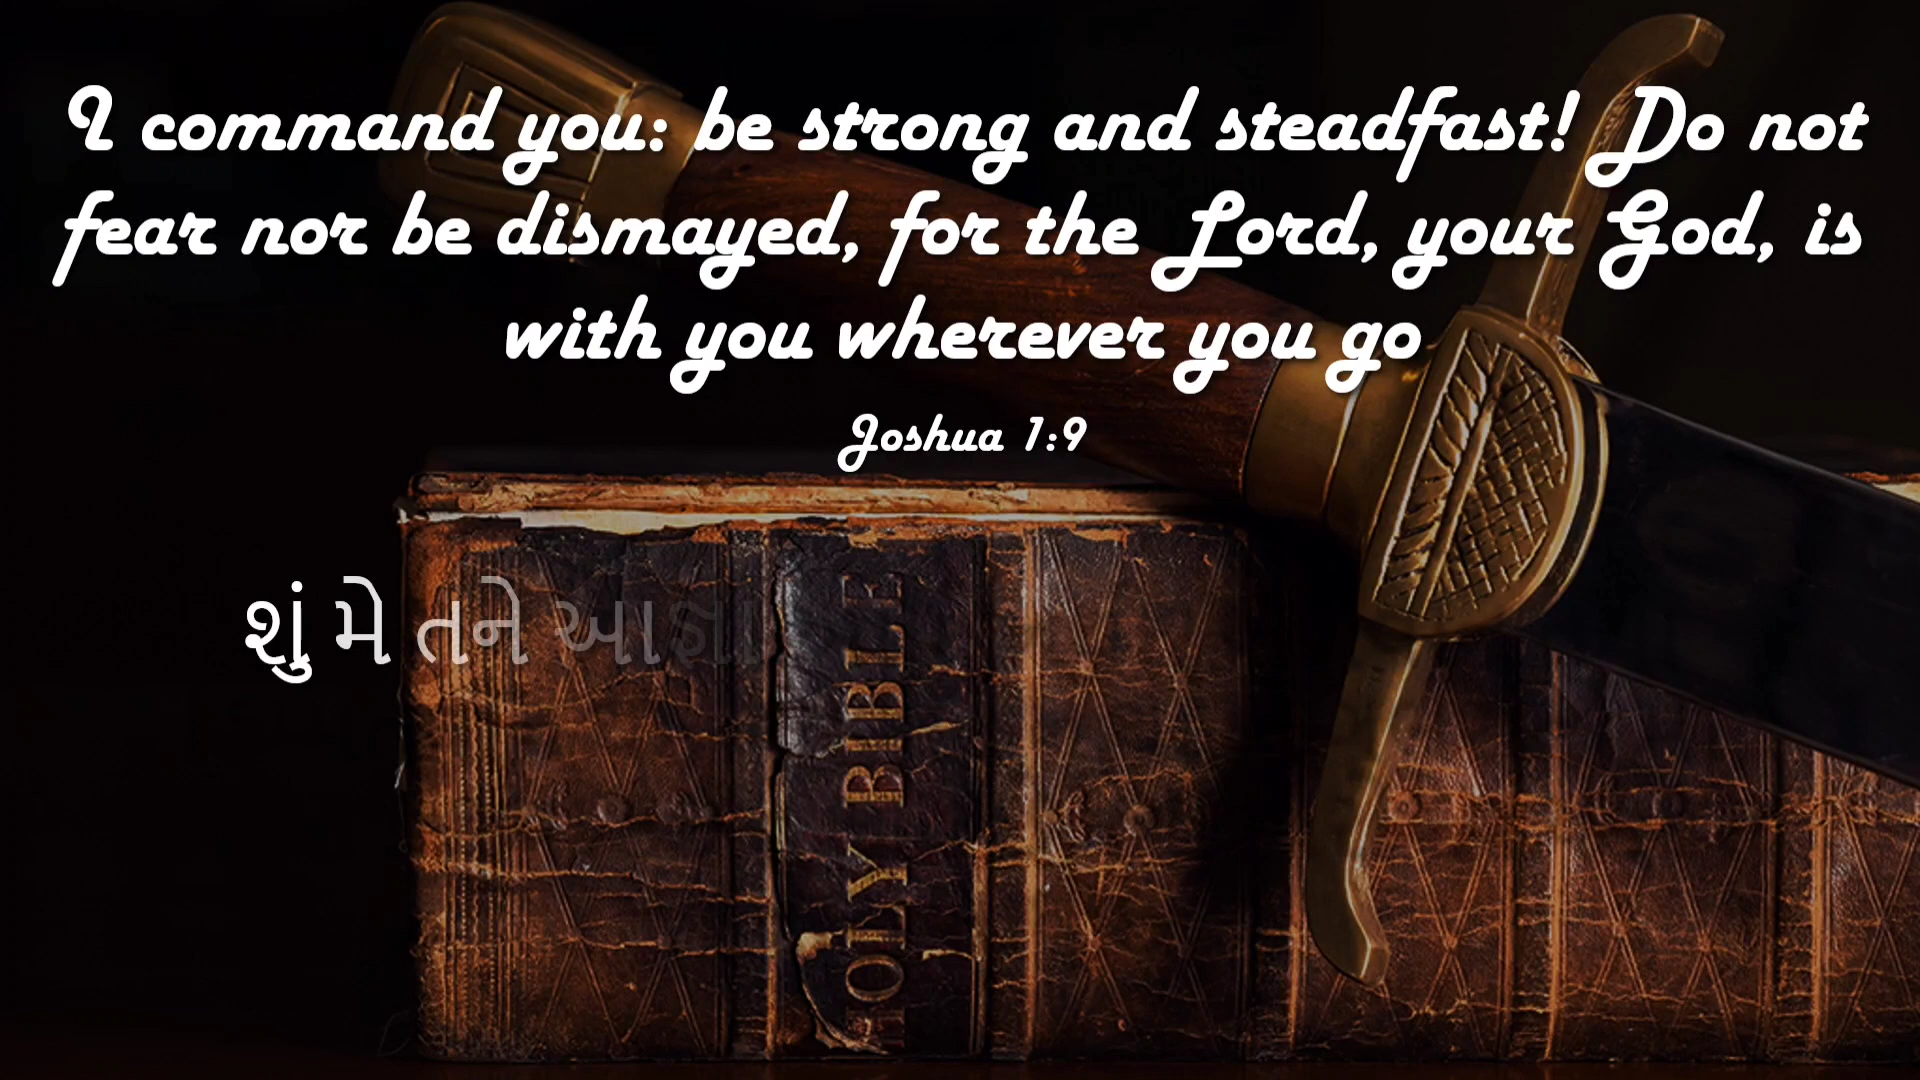 I command you: be strong and steadfast! Do not
fear nor be dismayed, for the Lord, your God, is
with you wherever you go
Joshua 1:9
શું મે તને આજ્ઞા
HOLY BIBLE